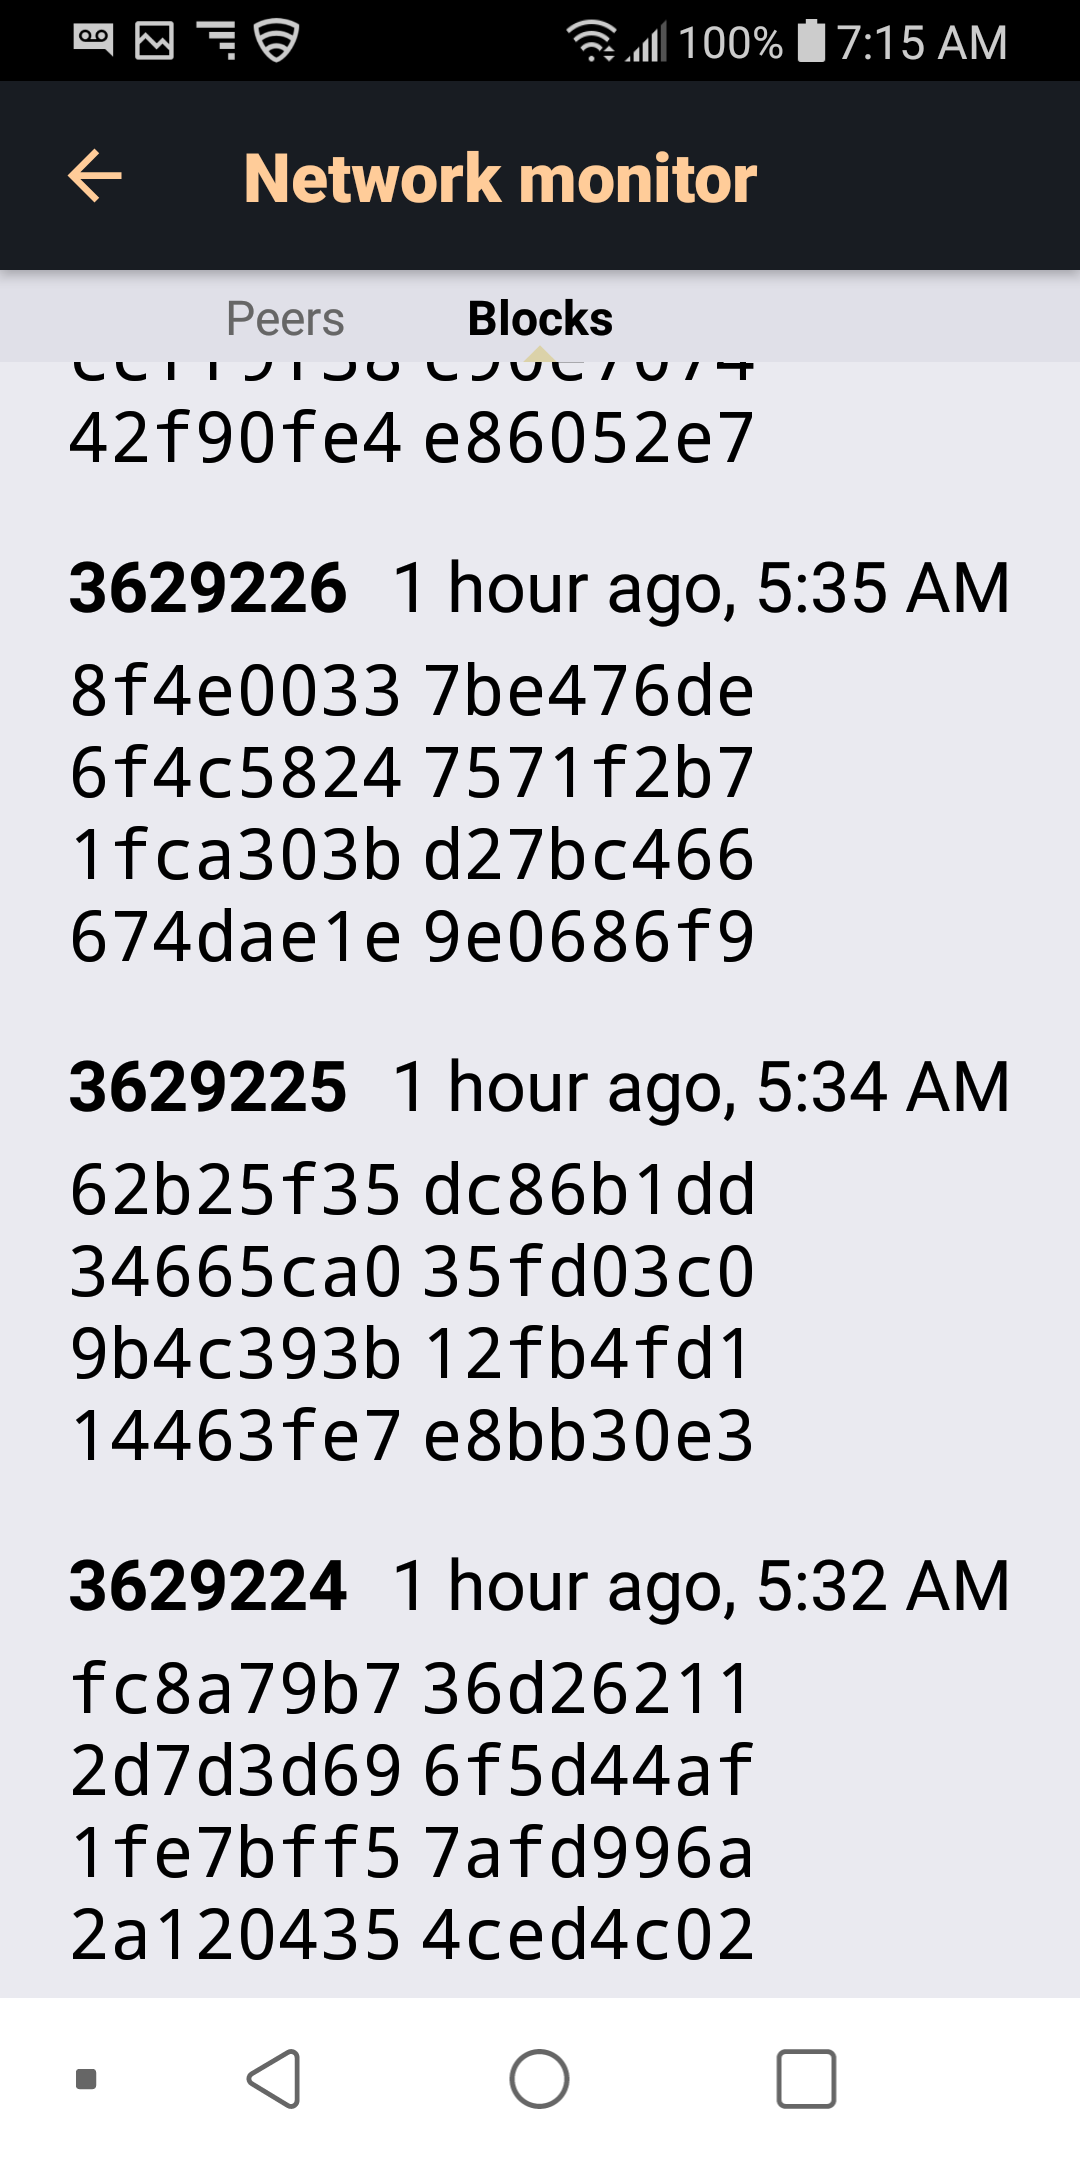 100% 7:15 AM
Network monitor
Peers Blocks
42f90fe4 e86052e7
3629226 1 hour ago, 5:35 AM
8f4e0033 7be476de
6f4c5824 7571f2b7
1fca303b d27bc466
674dae1e 9e0686f9
3629225 1 hour ago, 5:34 AM
62b25f35 dc86b1dd
34665ca0 35fd03c0
9b4c393b 12fb4fd1
14463fe7 e8bb30e3
3629224 1 hour ago, 5:32 AM
fc8a79b7 36d26211
2d7d3d69 6f5d44af
1fe7bff5 7afd996a
2a120435 4ced4c02